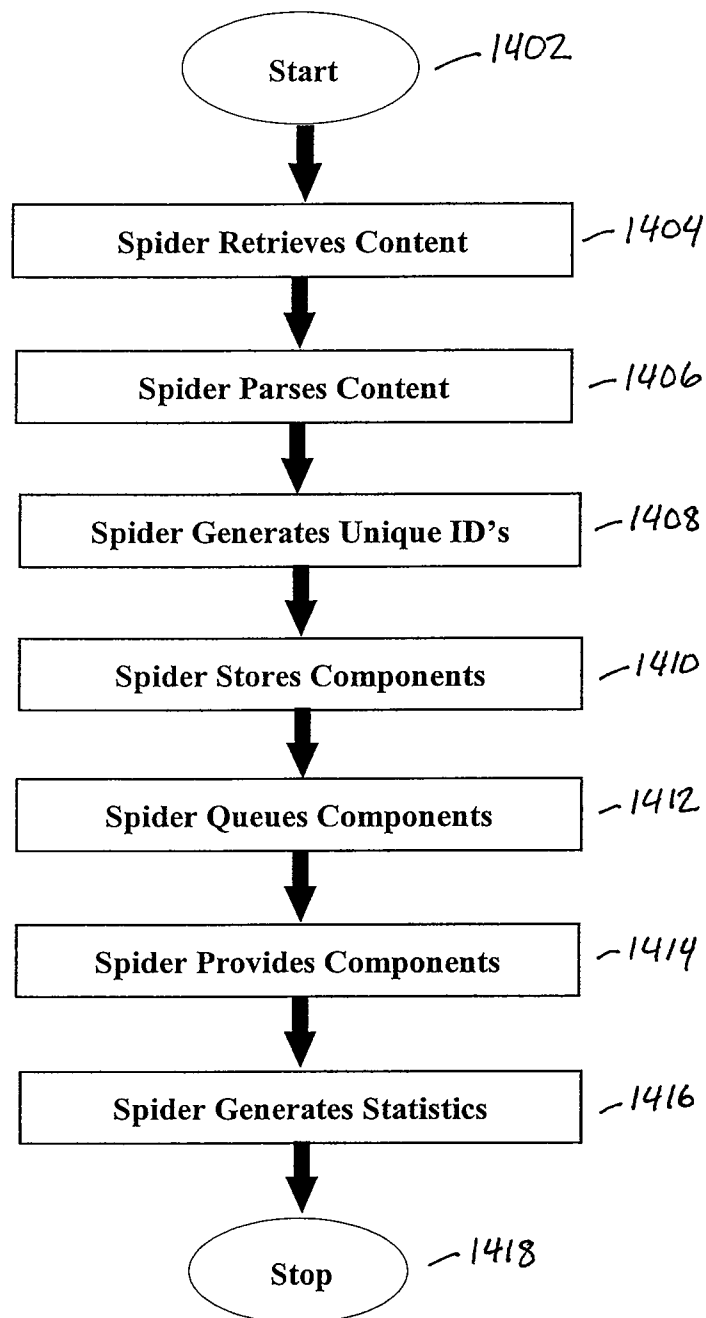 Start 1402
Spider Retrieves Content 1404
Spider Parses Content 1406
Spider Generates Unique ID's 1408
Spider Stores Components 1410
Spider Queues Components 1412
Spider Provides Components 1414
Spider Generates Statistics 1416
Stop 1418